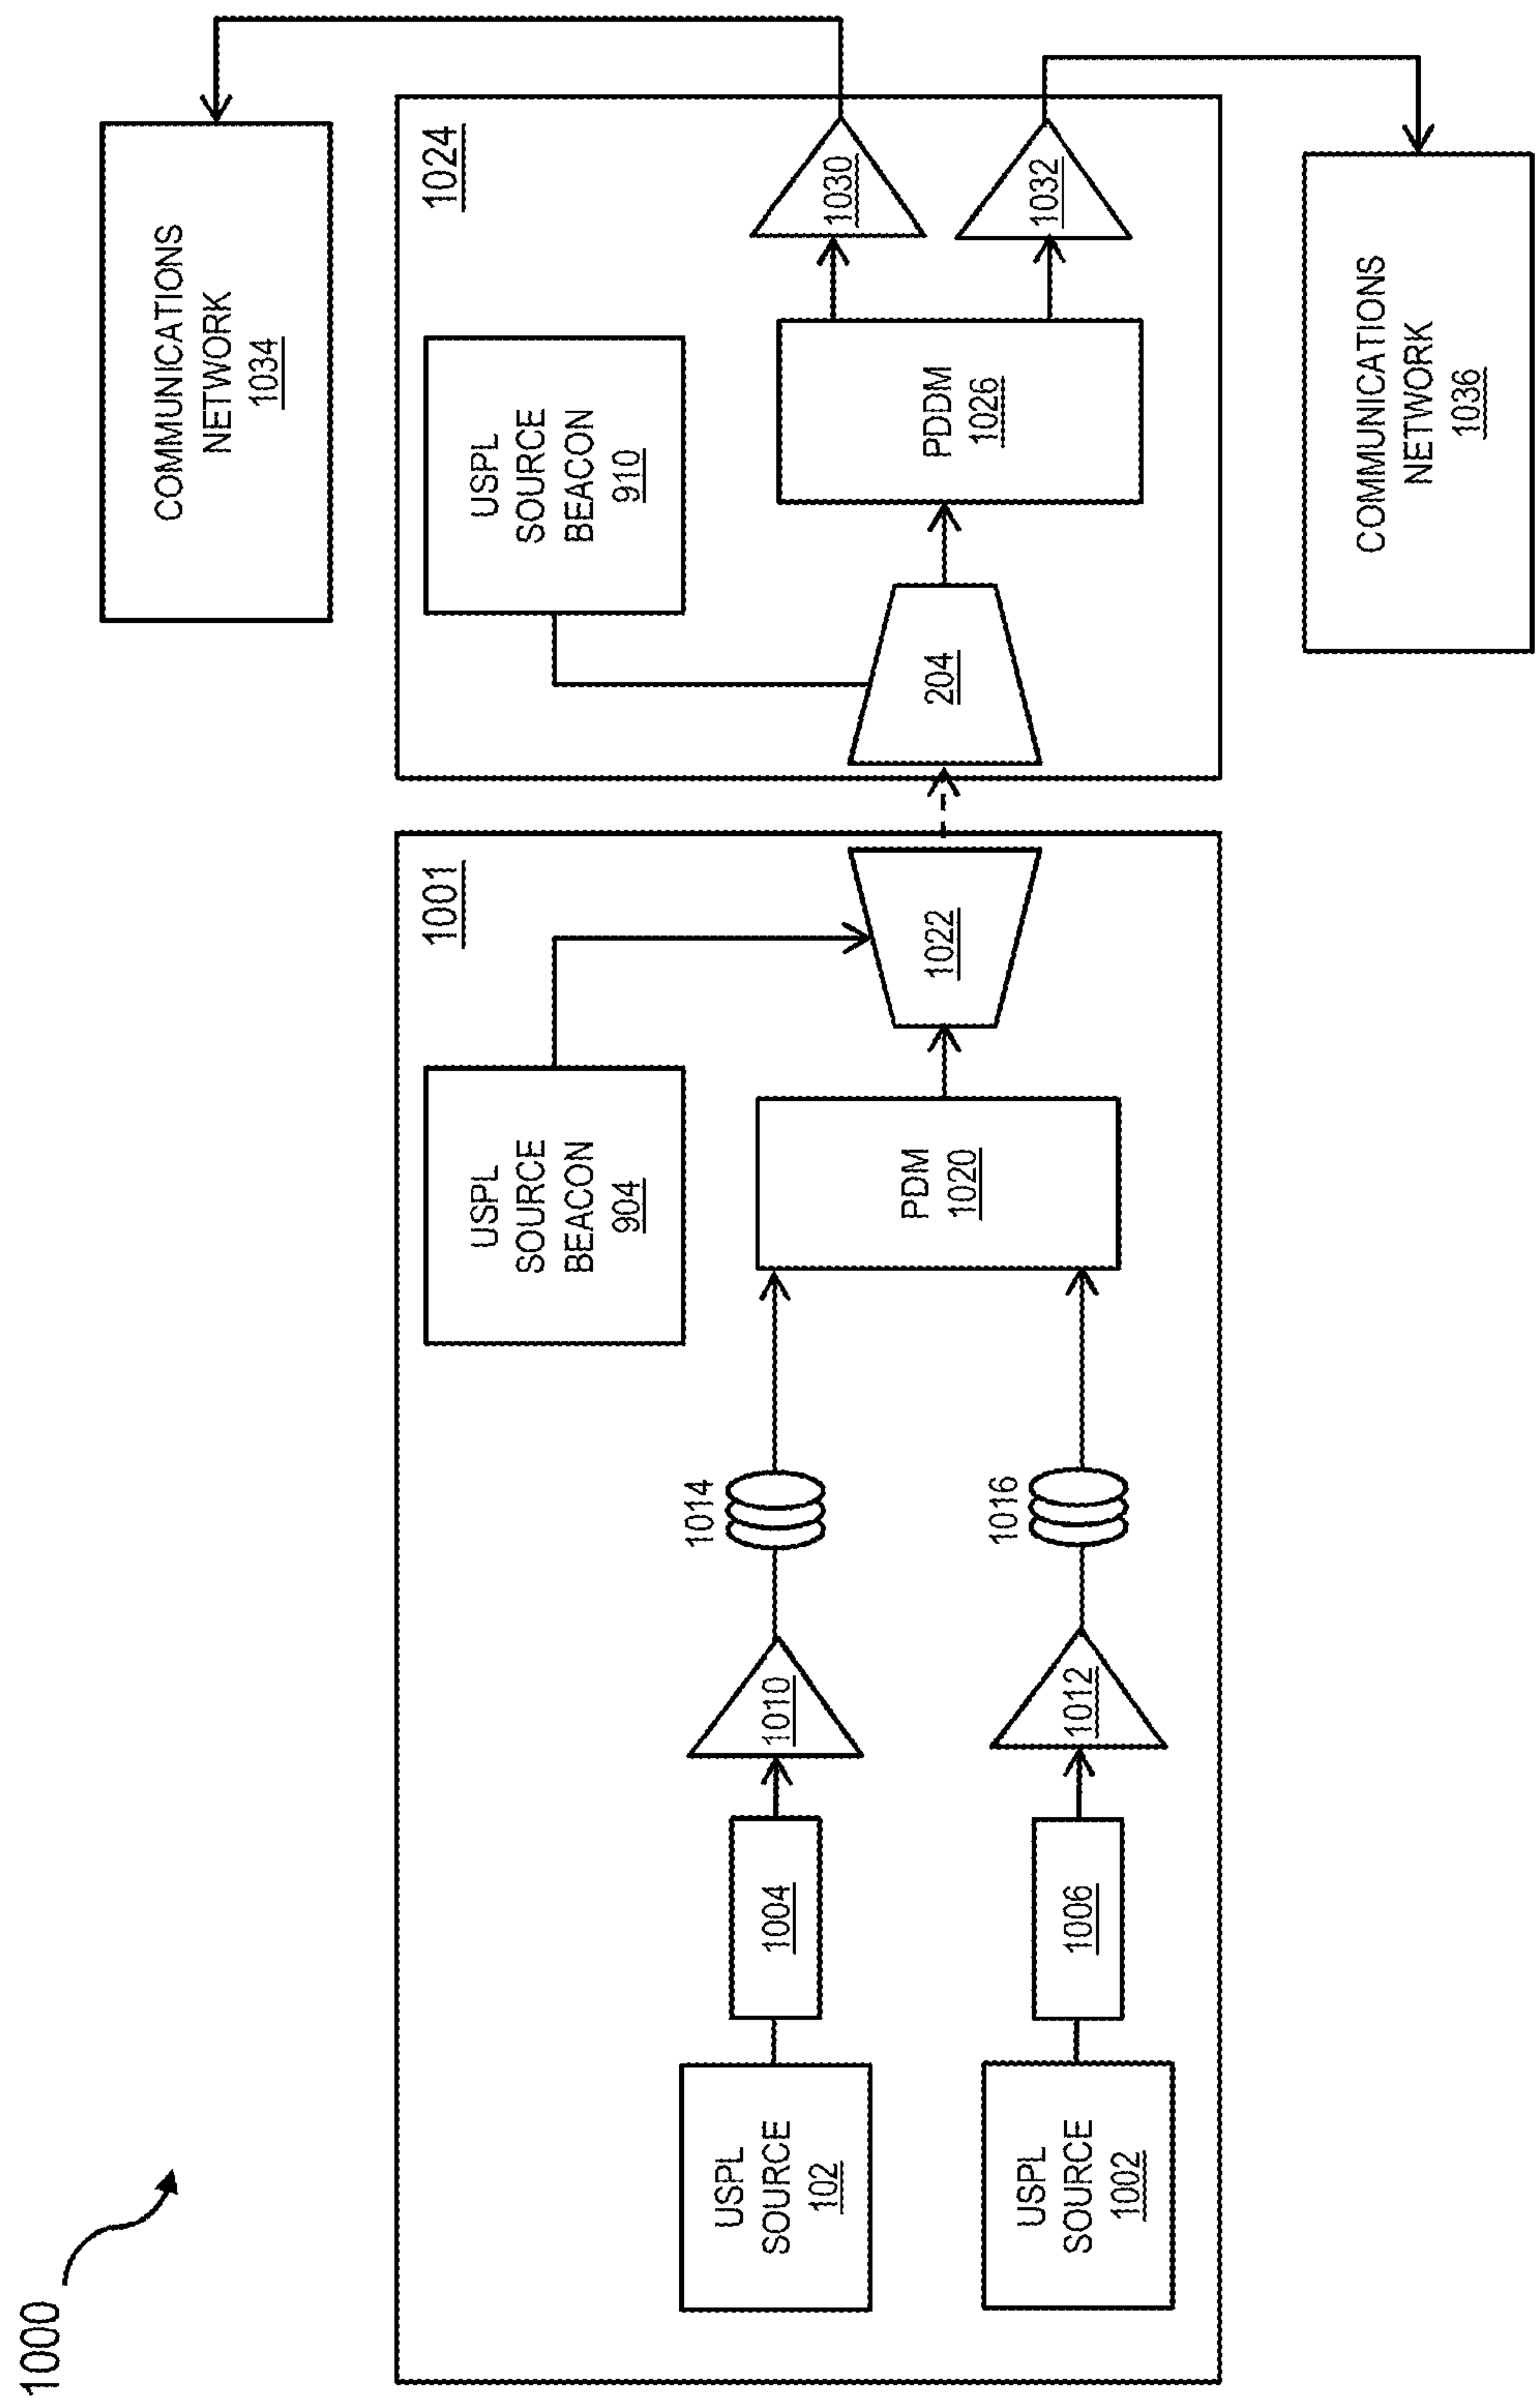 1000
1001
USPL
SOURCE
102
1004
1010
1014
USPL
SOURCE
1002
1006
1012
1016
PDM
1020
USPL
SOURCE
BEACON
904
1022
1024
204
USPL
SOURCE
BEACON
910
PDDM
1026
1030
1032
COMMUNICATIONS
NETWORK
1034
COMMUNICATIONS
NETWORK
1036